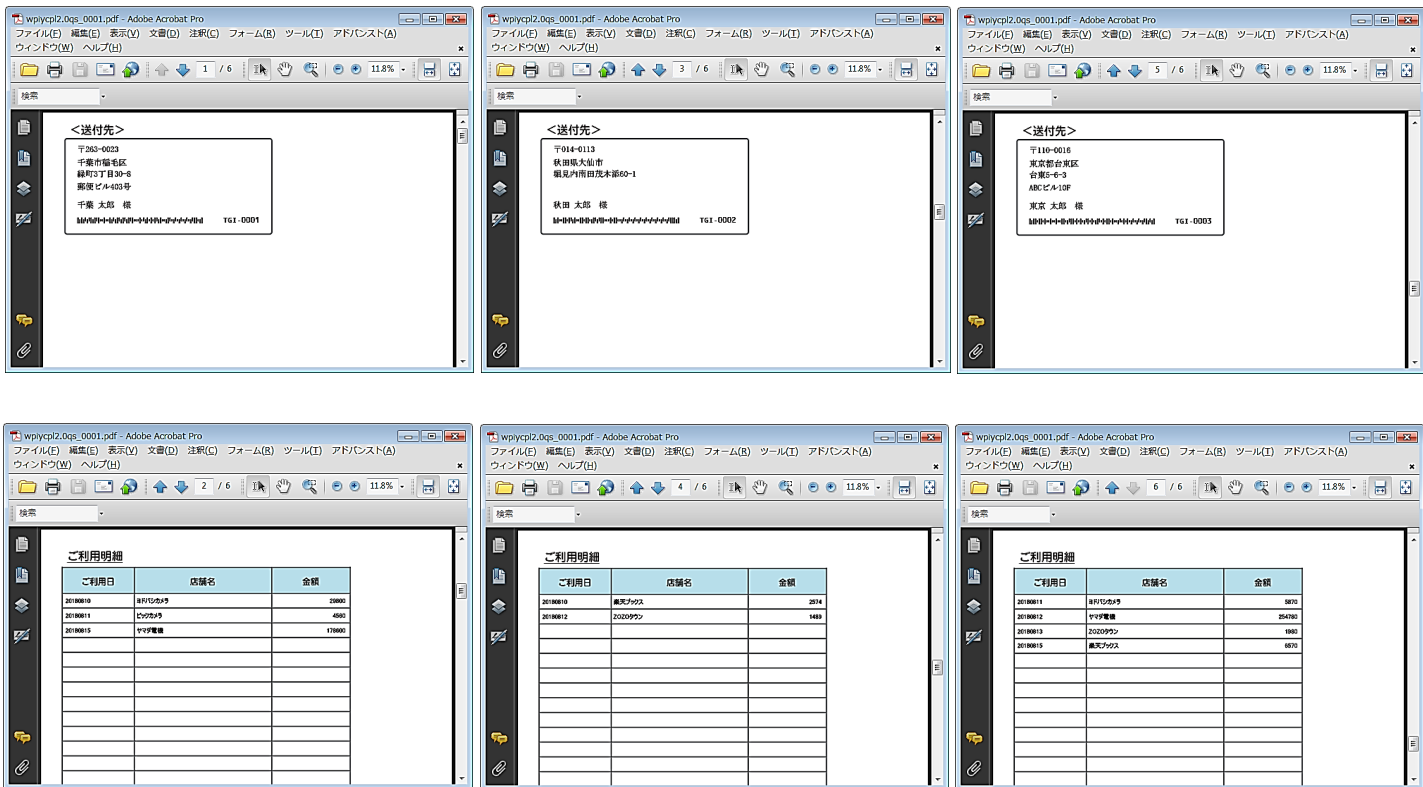 wpiycpl2.0qs_0001.pdf - Adobe Acrobat Pro
ファイル(F) 編集(E) 表示(V) 文書(D) 注釈(C) フォーム(R) ツール(T) アドバンスト(A)
ウィンドウ(W) ヘルプ(H)
1 / 6 11.8%
検索
<送付先>
〒263-0023
千葉市稲毛区
緑町3丁目30-8
郵便ビル403号
千葉 太郎 様
TGI-0001
wpiycpl2.0qs_0001.pdf - Adobe Acrobat Pro
ファイル(F) 編集(E) 表示(V) 文書(D) 注釈(C) フォーム(R) ツール(T) アドバンスト(A)
ウィンドウ(W) ヘルプ(H)
3 / 6 11.8%
検索
<送付先>
〒014-0113
秋田県大仙市
堀見内南田茂木添60-1
秋田 太郎 様
TGI-0002
wpiycpl2.0qs_0001.pdf - Adobe Acrobat Pro
ファイル(F) 編集(E) 表示(V) 文書(D) 注釈(C) フォーム(R) ツール(T) アドバンスト(A)
ウィンドウ(W) ヘルプ(H)
5 / 6 11.8%
検索
<送付先>
〒110-0016
東京都台東区
台東5-6-3
ABCビル10F
東京 太郎 様
TGI-0003
wpiycpl2.0qs_0001.pdf - Adobe Acrobat Pro
ファイル(F) 編集(E) 表示(V) 文書(D) 注釈(C) フォーム(R) ツール(T) アドバンスト(A)
ウィンドウ(W) ヘルプ(H)
2 / 6 11.8%
検索
ご利用明細
ご利用日 店舗名 金額
20180810 ヨドバシカメラ 29800
20180811 ビックカメラ 4560
20180815 ヤマダ電機 178600
wpiycpl2.0qs_0001.pdf - Adobe Acrobat Pro
ファイル(F) 編集(E) 表示(V) 文書(D) 注釈(C) フォーム(R) ツール(T) アドバンスト(A)
ウィンドウ(W) ヘルプ(H)
4 / 6 11.8%
検索
ご利用明細
ご利用日 店舗名 金額
20180810 楽天ブックス 2574
20180812 ZOZOタウン 1489
wpiycpl2.0qs_0001.pdf - Adobe Acrobat Pro
ファイル(F) 編集(E) 表示(V) 文書(D) 注釈(C) フォーム(R) ツール(T) アドバンスト(A)
ウィンドウ(W) ヘルプ(H)
6 / 6 11.8%
検索
ご利用明細
ご利用日 店舗名 金額
20180811 ヨドバシカメラ 5870
20180812 ヤマダ電機 254780
20180813 ZOZOタウン 1980
20180815 楽天ブックス 6570